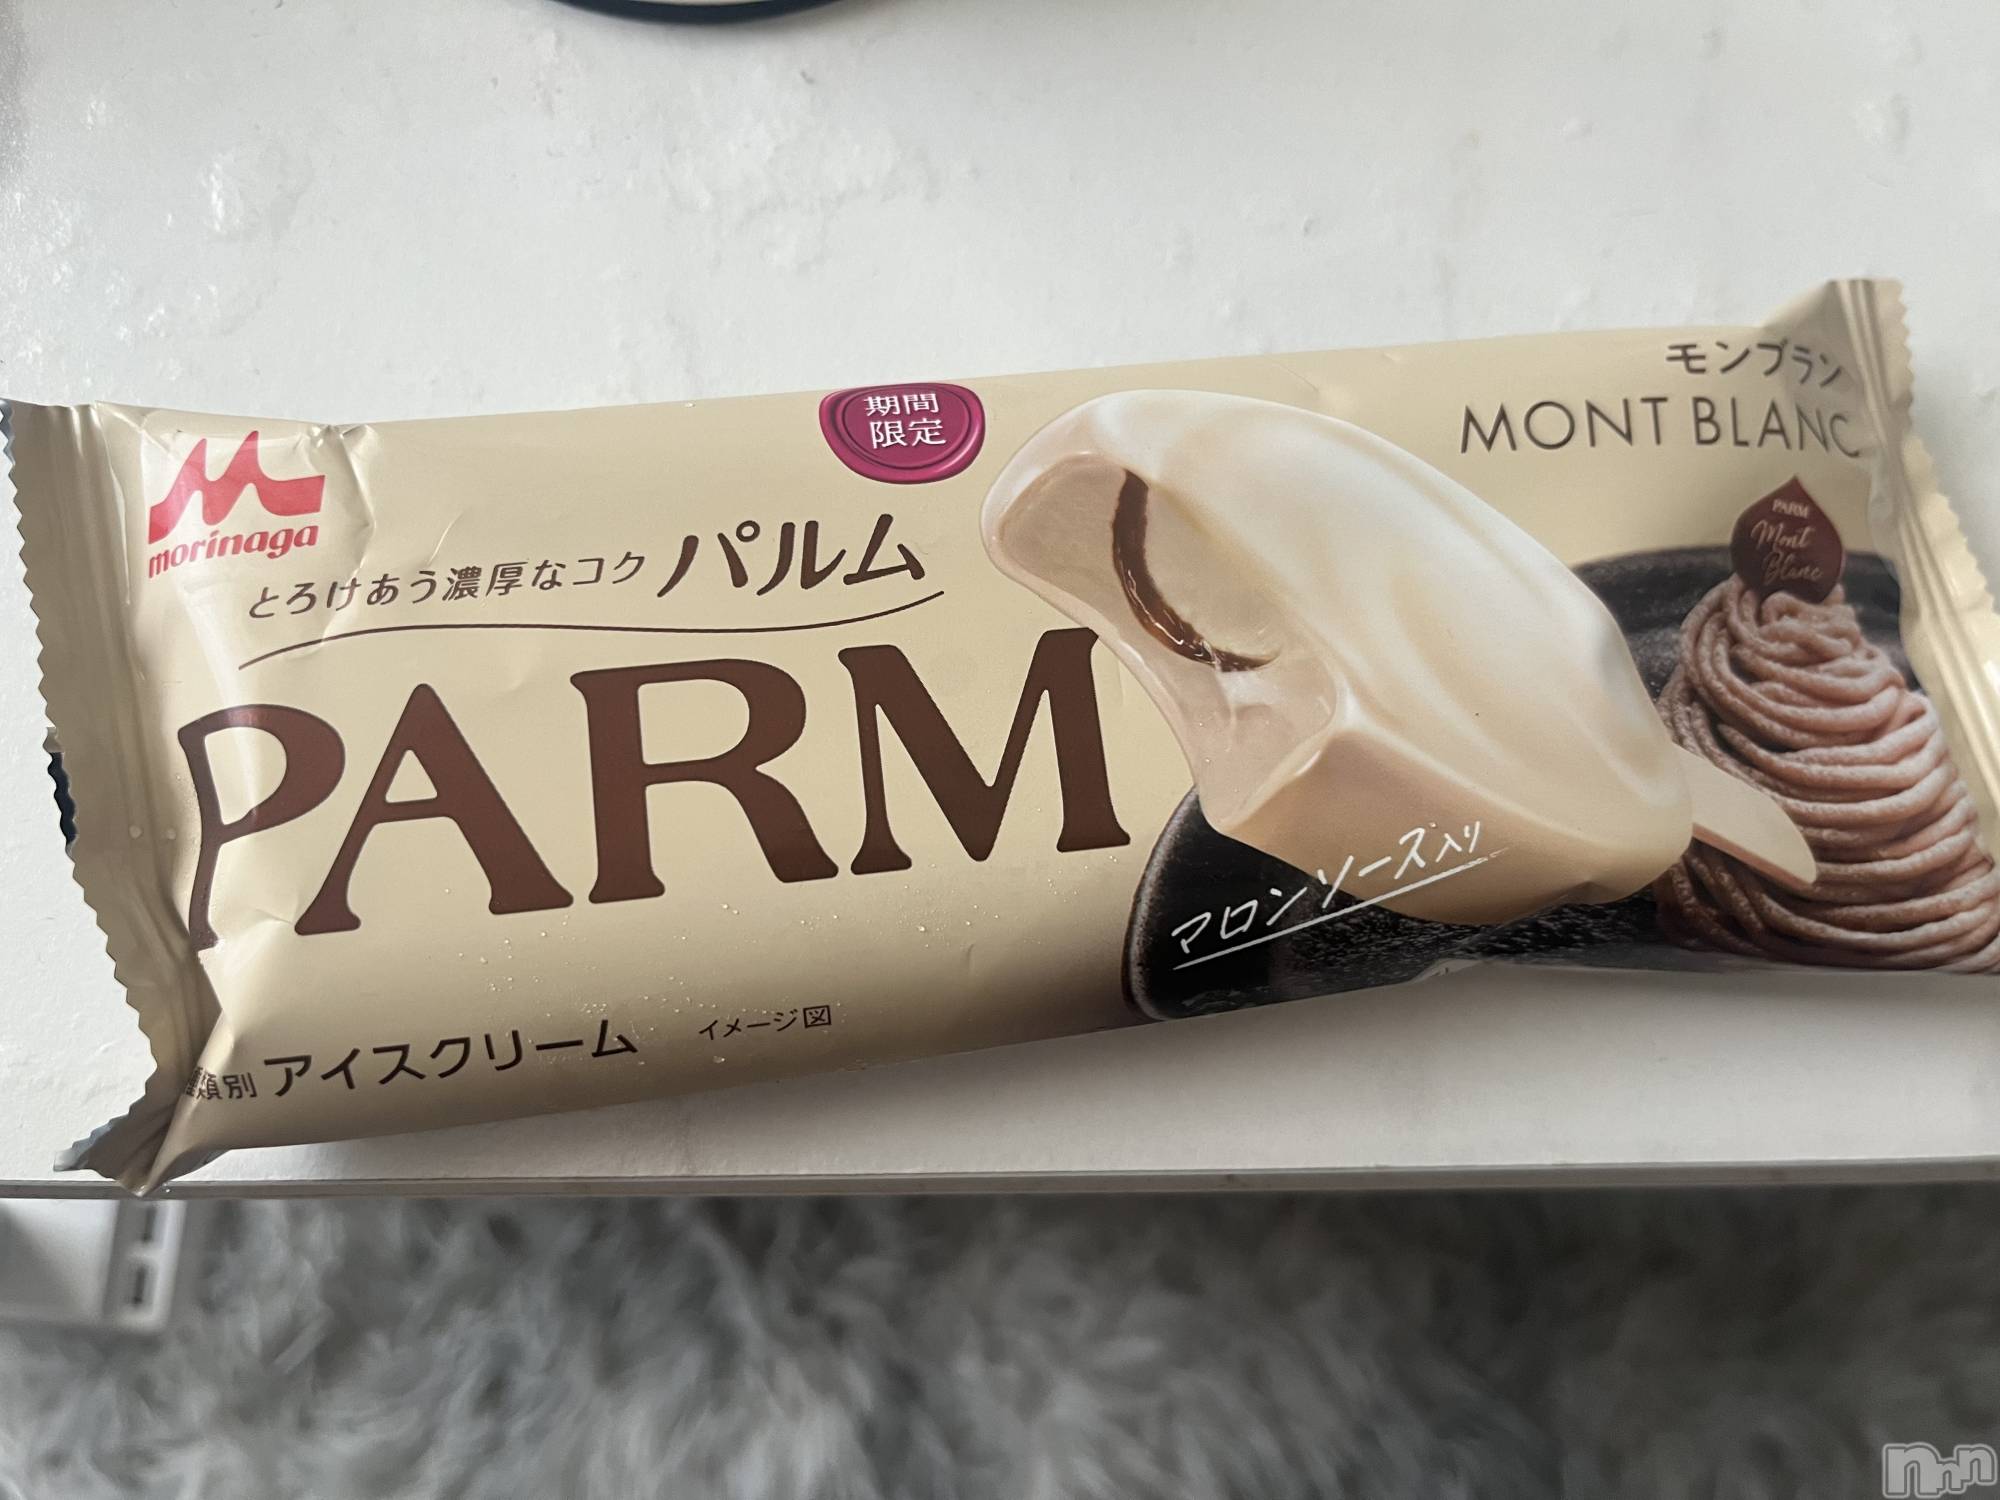 morinaga
期間
限定
とろけあう濃厚なコク パルム
PARM
モンブラン
MONT BLANC
PARM
Mont
Blanc
マロンソース入り
種類別 アイスクリーム
イメージ図
nnn